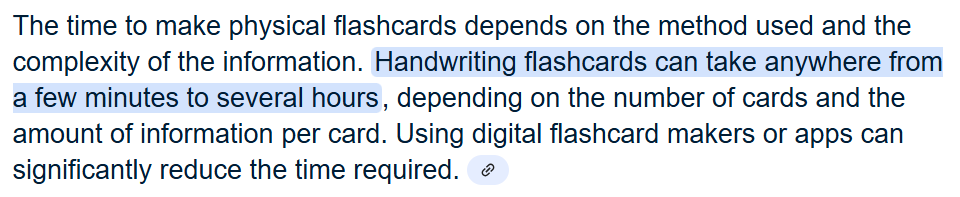 The time to make physical flashcards depends on the method used and the
complexity of the information. Handwriting flashcards can take anywhere from
a few minutes to several hours, depending on the number of cards and the
amount of information per card. Using digital flashcard makers or apps can
significantly reduce the time required.